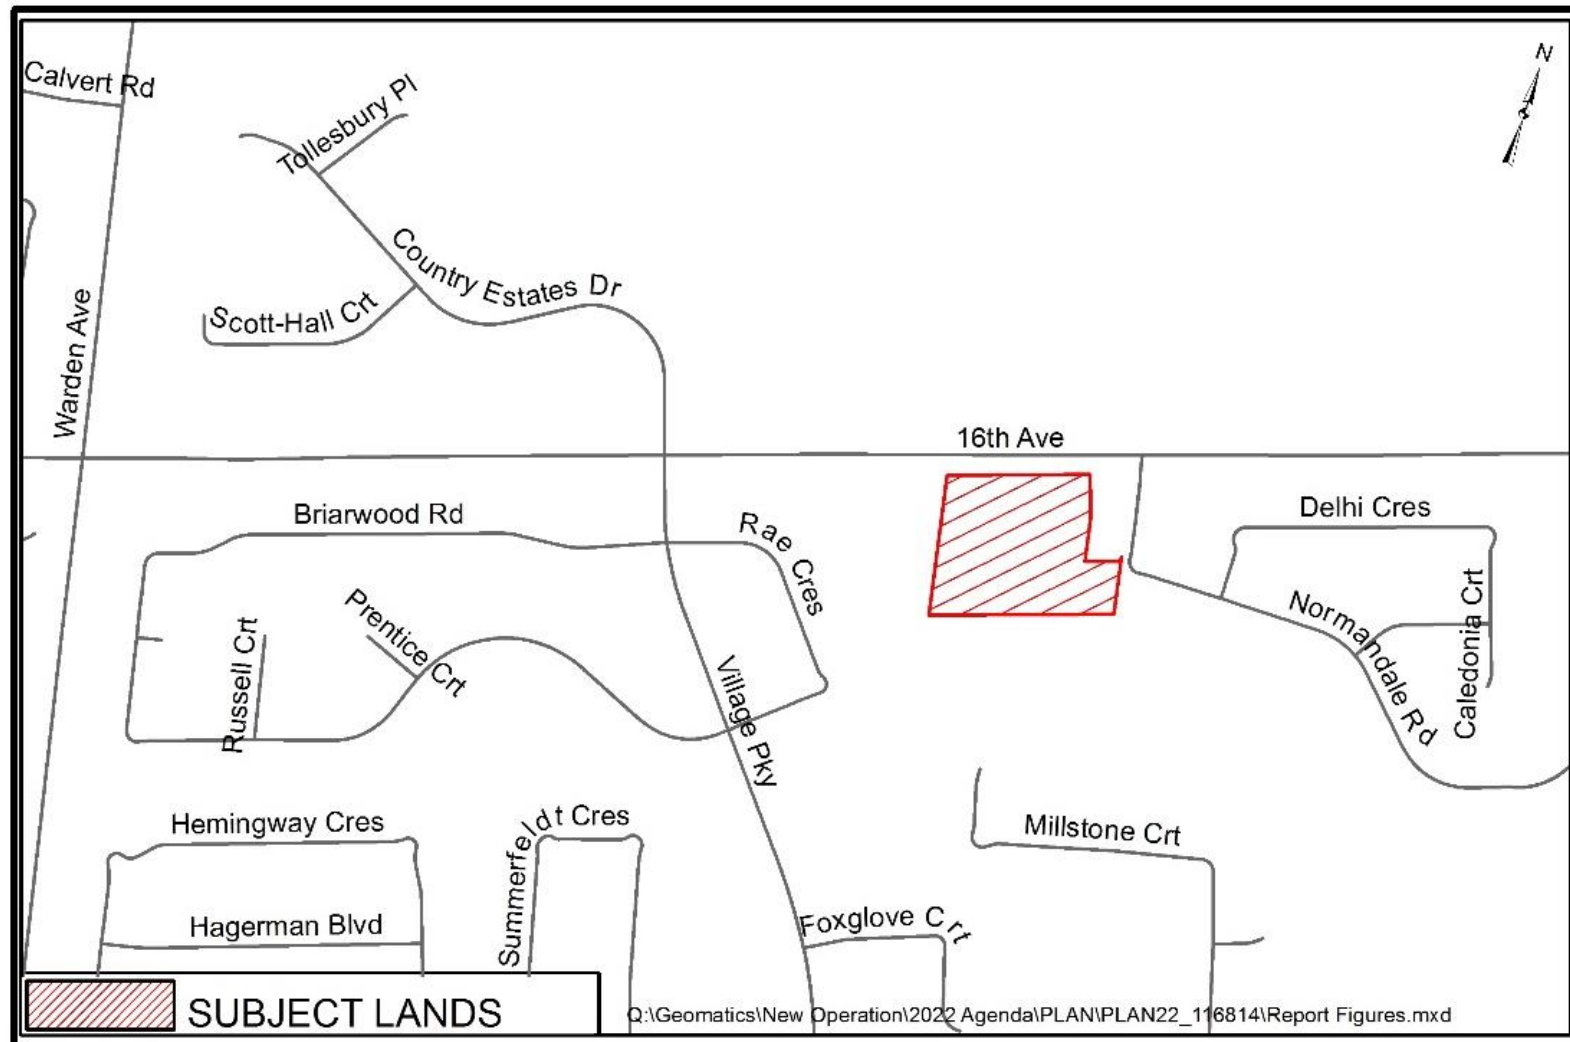 Calvert Rd
N
Tollesbury Pl
Country Estates Dr
Scott-Hall Crt
Warden Ave
16th Ave
Briarwood Rd
Rae Cres
Delhi Cres
Prentice Crt
Russell Crt
Normandale Rd
Caledonia Crt
Village Pky
Hemingway Cres
Summerfeldt Cres
Millstone Crt
Hagerman Blvd
Foxglove Crt
SUBJECT LANDS
Q:\Geomatics\New Operation\2022 Agenda\PLAN\PLAN22_116814\Report Figures.mxd